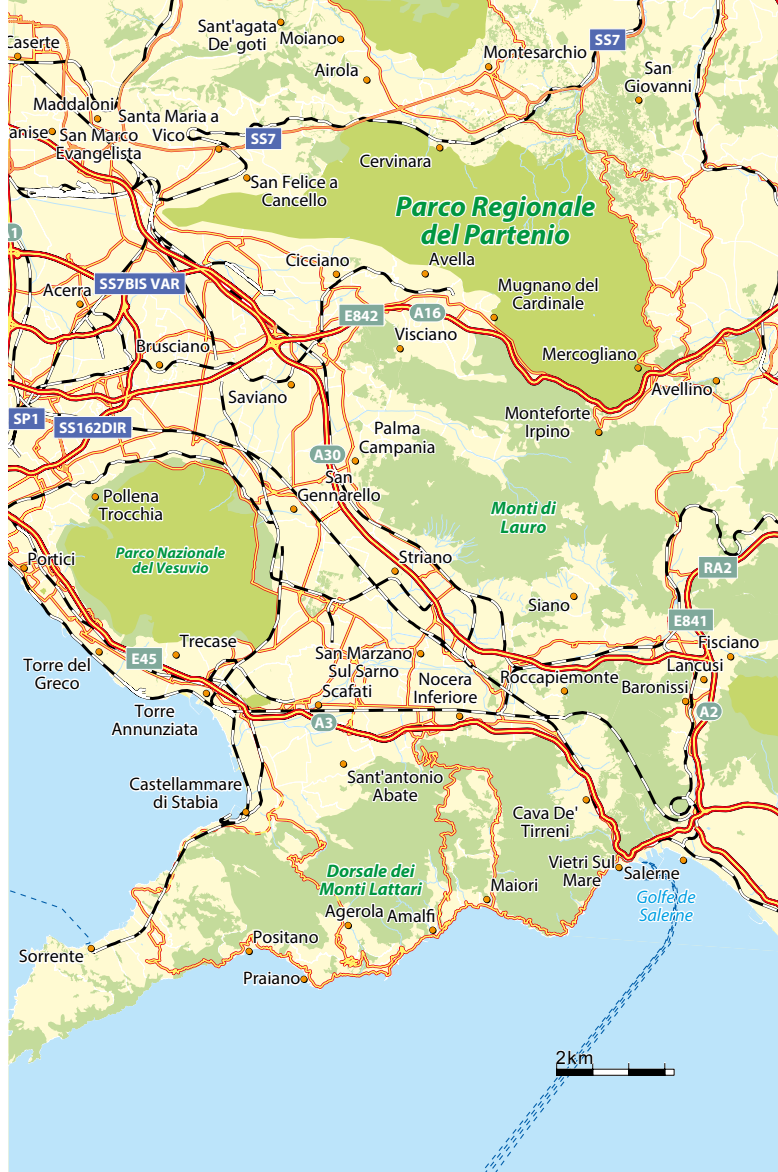 Sant'agata
De' goti
Moiano
Caserte
SS7
Montesarchio
Airola
San
Giovanni
Maddaloni
Santa Maria a
Vico
anise
San Marco
Evangelista
SS7
Cervinara
San Felice a
Cancello
Parco Regionale
del Partenio
Cicciano
Avella
SS7BIS VAR
Acerra
Mugnano del
Cardinale
E842
A16
Visciano
Brusciano
Mercogliano
Saviano
Avellino
SP1
SS162DIR
Monteforte
Irpino
Palma
Campania
A30
San
Gennarello
Pollena
Trocchia
Monti di
Lauro
Parco Nazionale
del Vesuvio
Portici
Striano
RA2
Siano
E841
Trecase
Fisciano
E45
San Marzano
Sul Sarno
Torre del
Greco
Lancusi
Scafati
Nocera
Inferiore
Roccapiemonte
Baronissi
Torre
Annunziata
A3
A2
Castellammare
di Stabia
Sant'antonio
Abate
Cava De'
Tirreni
Dorsale dei
Monti Lattari
Vietri Sul
Mare
Salerne
Maiori
Golfe de
Salerne
Agerola
Amalfi
Positano
Sorrente
Praiano
2km